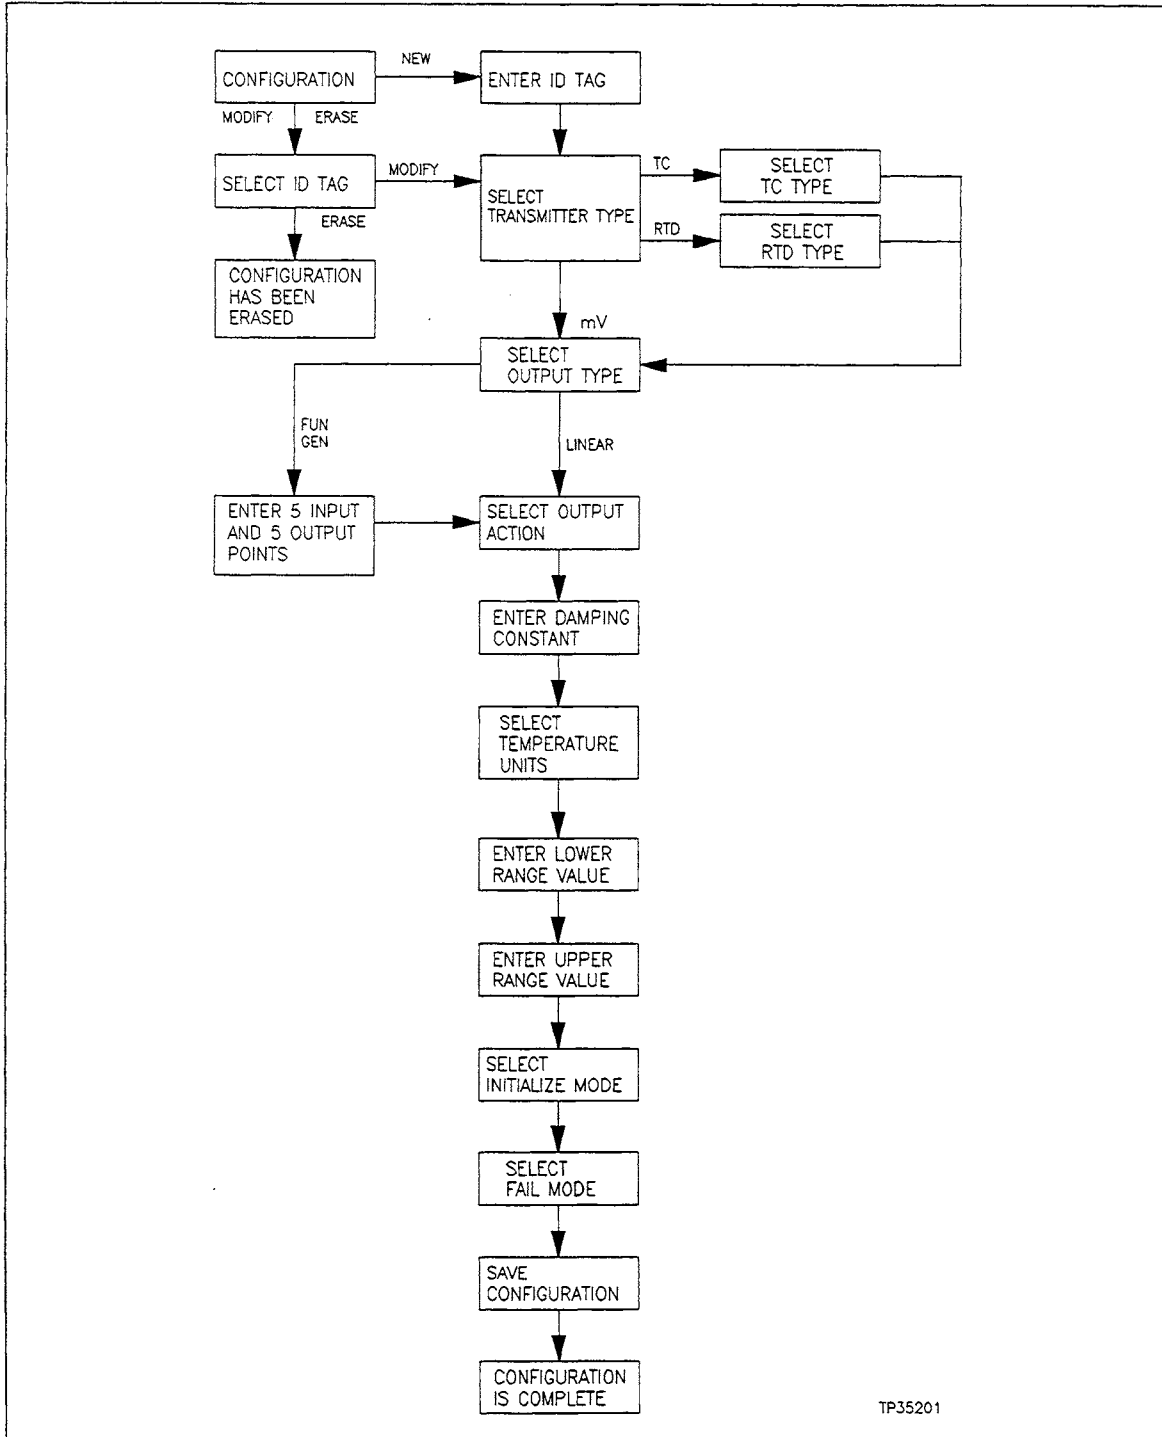 CONFIGURATION
NEW
ENTER ID TAG
MODIFY
ERASE
SELECT ID TAG
MODIFY
SELECT
TRANSMITTER TYPE
TC
SELECT
TC TYPE
RTD
SELECT
RTD TYPE
ERASE
CONFIGURATION
HAS BEEN
ERASED
mV
SELECT
OUTPUT TYPE
FUN
GEN
LINEAR
ENTER 5 INPUT
AND 5 OUTPUT
POINTS
SELECT OUTPUT
ACTION
ENTER DAMPING
CONSTANT
SELECT
TEMPERATURE
UNITS
ENTER LOWER
RANGE VALUE
ENTER UPPER
RANGE VALUE
SELECT
INITIALIZE MODE
SELECT
FAIL MODE
SAVE
CONFIGURATION
CONFIGURATION
IS COMPLETE
TP35201